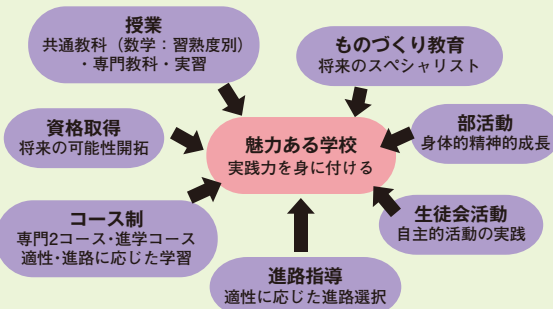 授業
共通教科（数学：習熟度別）
・専門教科・実習
ものづくり教育
将来のスペシャリスト
資格取得
将来の可能性開拓
魅力ある学校
実践力を身に付ける
部活動
身体的精神的成長
コース制
専門2コース・進学コース
適性・進路に応じた学習
生徒会活動
自主的活動の実践
進路指導
適性に応じた進路選択